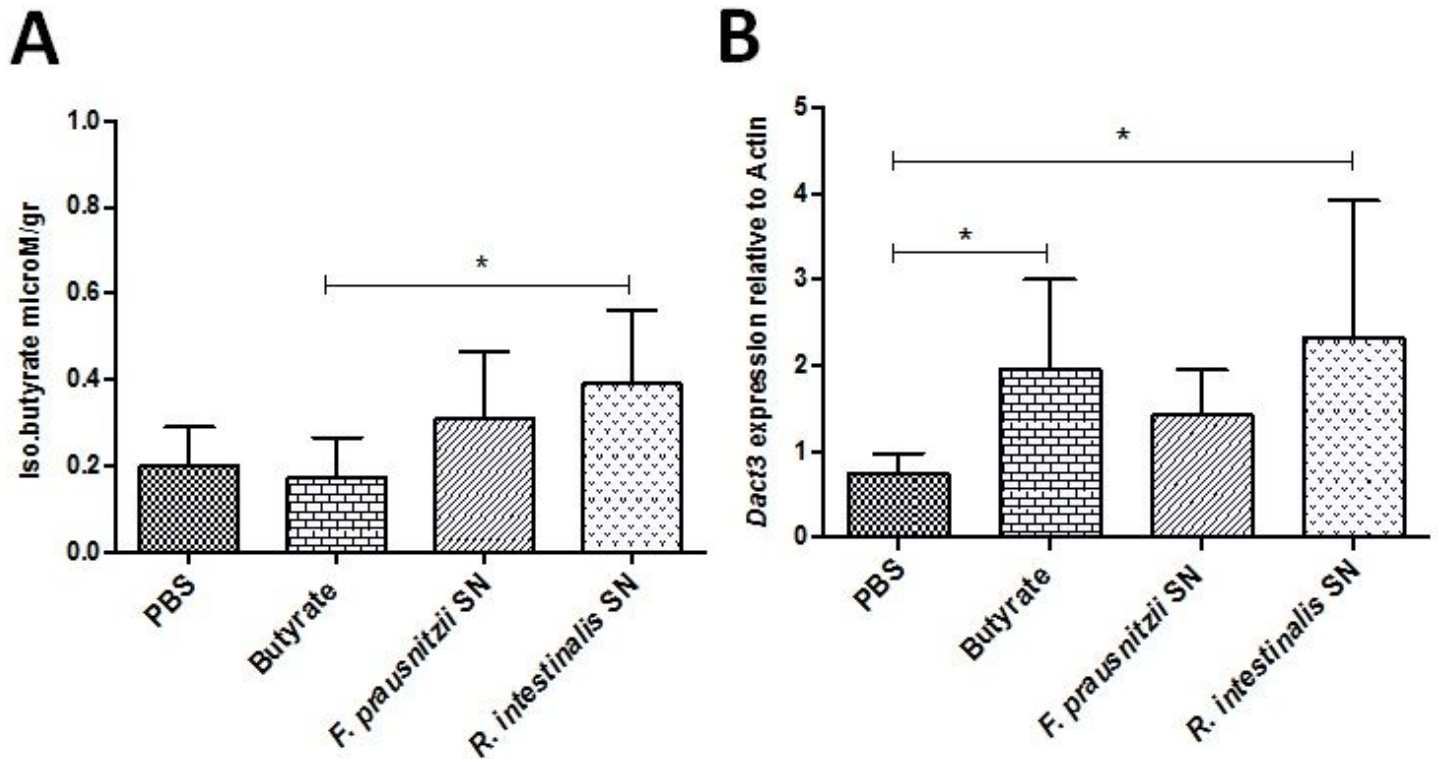 A
Iso.butyrate microM/gr
1.0
0.8
0.6
0.4
0.2
0.0
*
PBS
Butyrate
F. prausnitzii SN
R. intestinalis SN
B
Dact3 expression relative to Actin
5
4
3
2
1
0
*
*
PBS
Butyrate
F. prausnitzii SN
R. intestinalis SN